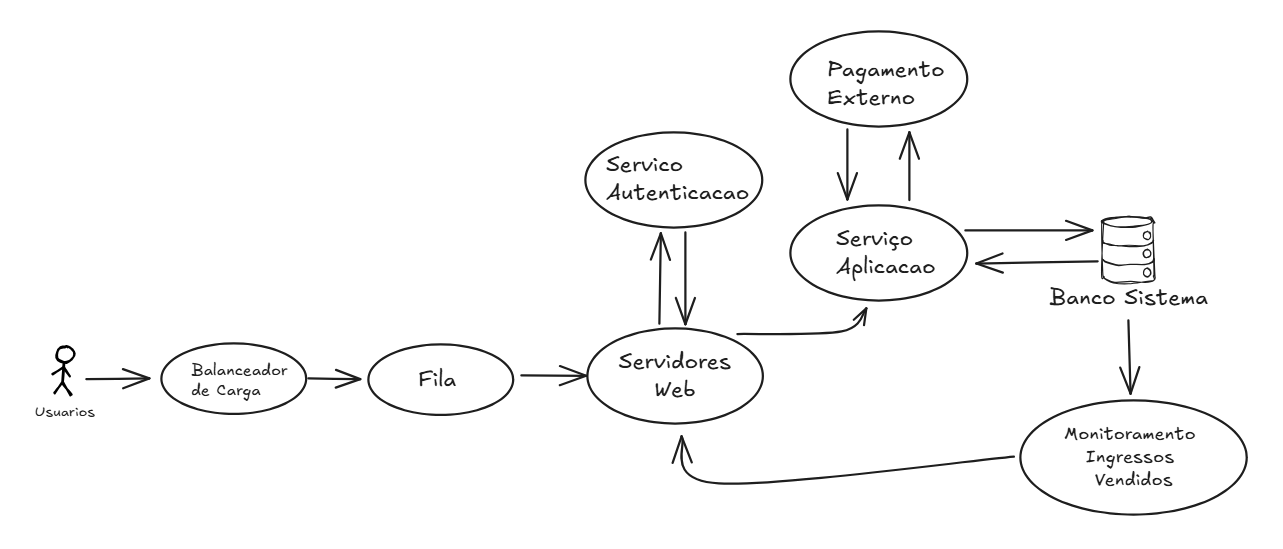 Pagamento
Externo
Servico
Autenticacao
Serviço
Aplicacao
Banco Sistema
Servidores
Web
Balanceador
de Carga
Fila
Usuarios
Monitoramento
Ingressos
Vendidos